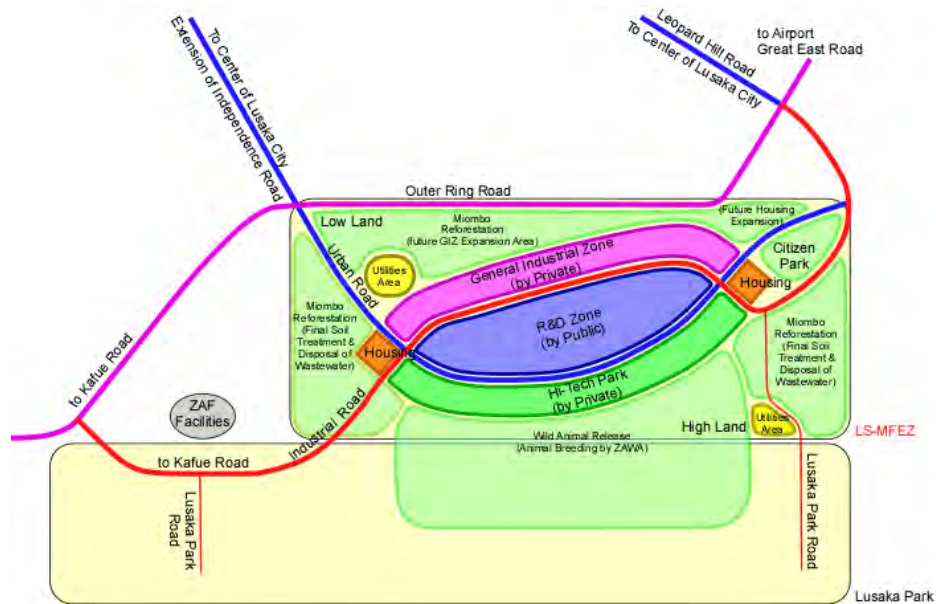 To Center of Lusaka City
Extension of Independence Road
Leopard Hill Road
To Center of Lusaka City
to Airport
Great East Road
Outer Ring Road
Low Land
Miombo
Reforestation
(future GIZ Expansion Area)
(Future Housing
Expansion)
Citizen
Park
Urban Road
Utilities
Area
General Industrial Zone
(by Private)
Housing
Miombo
Reforestation
(Final Soil
Treatment &
Disposal of
Wastewater)
R&D Zone
(by Public)
Miombo
Reforestation
(Final Soil
Treatment &
Disposal of
Wastewater)
Housing
Hi-Tech Park
(by Private)
to Kafue Road
ZAF
Facilities
Industrial Road
High Land
Utilities
Area
LS-MFEZ
Wild Animal Release
(Animal Breeding by ZAWA)
to Kafue Road
Lusaka Park
Road
Lusaka Park Road
Lusaka Park